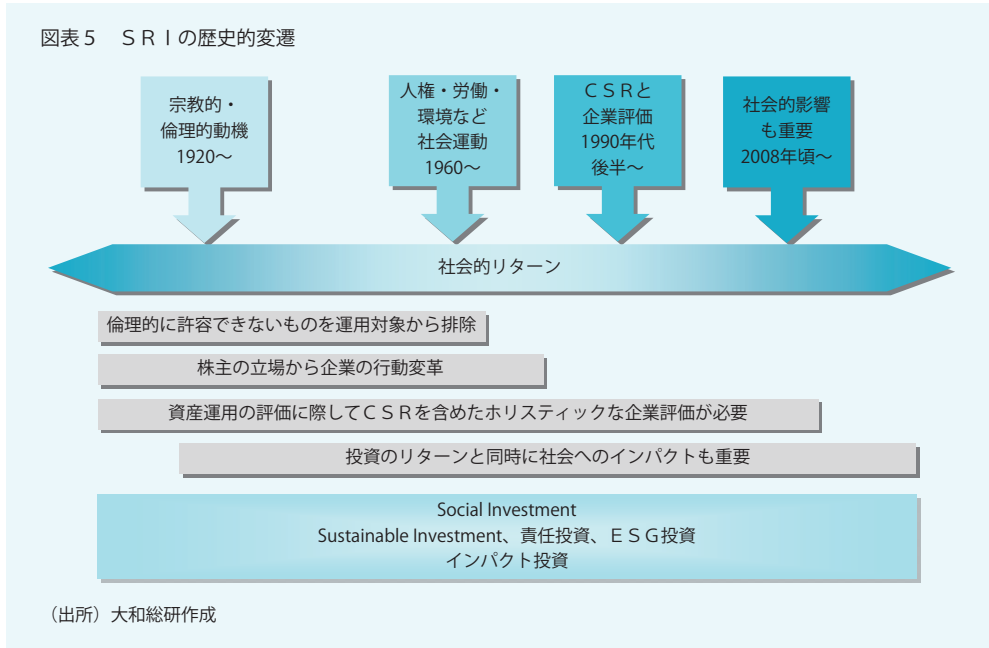 図表5　ＳＲＩの歴史的変遷
宗教的・
倫理的動機
1920～
人権・労働・
環境など
社会運動
1960～
ＣＳＲと
企業評価
1990年代
後半～
社会的影響
も重要
2008年頃～
社会的リターン
倫理的に許容できないものを運用対象から排除
株主の立場から企業の行動変革
資産運用の評価に際してＣＳＲを含めたホリスティックな企業評価が必要
投資のリターンと同時に社会へのインパクトも重要
Social Investment
Sustainable Investment、責任投資、ＥＳＧ投資
インパクト投資
（出所）大和総研作成